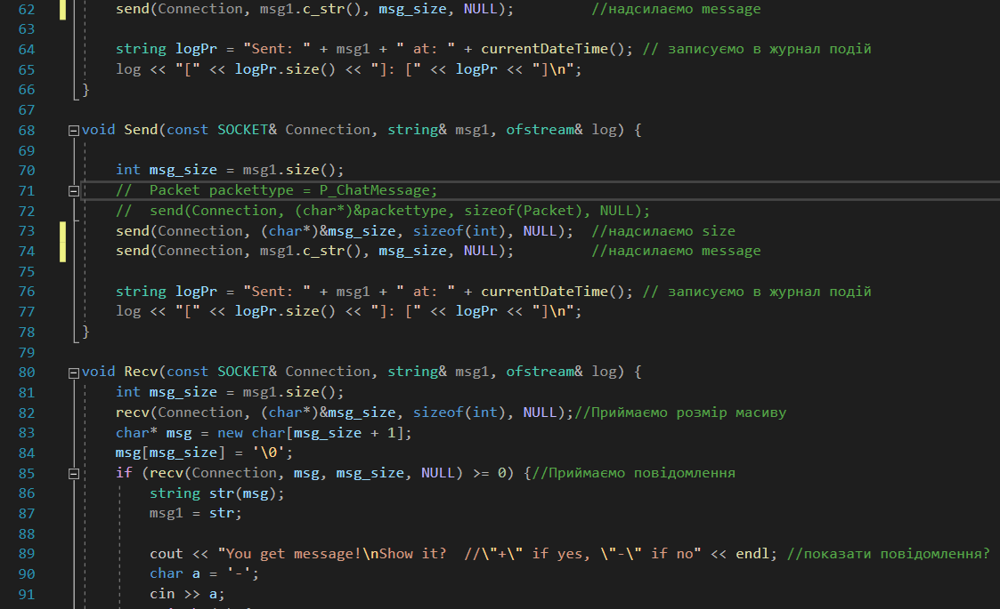 62 send(Connection, msg1.c_str(), msg_size, NULL); //надсилаємо message
63
64 string logPr = "Sent: " + msg1 + " at: " + currentDateTime(); // записуємо в журнал подій
65 log << "[" << logPr.size() << "]: [" << logPr << "]\n";
66 }
67
68 void Send(const SOCKET& Connection, string& msg1, ofstream& log) {
69
70 int msg_size = msg1.size();
71 // Packet packettype = P_ChatMessage;
72 // send(Connection, (char*)&packettype, sizeof(Packet), NULL);
73 send(Connection, (char*)&msg_size, sizeof(int), NULL); //надсилаємо size
74 send(Connection, msg1.c_str(), msg_size, NULL); //надсилаємо message
75
76 string logPr = "Sent: " + msg1 + " at: " + currentDateTime(); // записуємо в журнал подій
77 log << "[" << logPr.size() << "]: [" << logPr << "]\n";
78 }
79
80 void Recv(const SOCKET& Connection, string& msg1, ofstream& log) {
81 int msg_size = msg1.size();
82 recv(Connection, (char*)&msg_size, sizeof(int), NULL);//Приймаємо розмір масиву
83 char* msg = new char[msg_size + 1];
84 msg[msg_size] = '\0';
85 if (recv(Connection, msg, msg_size, NULL) >= 0) {//Приймаємо повідомлення
86 string str(msg);
87 msg1 = str;
88
89 cout << "You get message!\nShow it? //\"+\" if yes, \"-\" if no" << endl; //показати повідомлення?
90 char a = '-';
91 cin >> a;